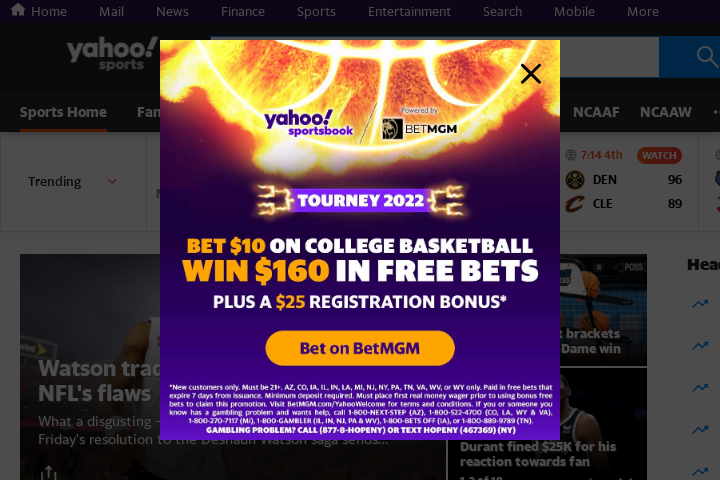 Home Mail News Finance Sports Entertainment Search Mobile More
yahoo!
sports
Sports Home Fan NCAAF NCAAW
Trending
7:14 4th WATCH
DEN 96
CLE 89
yahoo!
sportsbook
Powered by
BETMGM
TOURNEY 2022
BET $10 ON COLLEGE BASKETBALL
WIN $160 IN FREE BETS
PLUS A $25 REGISTRATION BONUS*
Bet on BetMGM
*New customers only. Must be 21+. AZ, CO, IA, IL, IN, LA, MI, NJ, NY, PA, TN, VA, WV, or WY only. Paid in free bets that
expire 7 days from issuance. Minimum deposit required. Must place first real money wager prior to using bonus free
bets to claim this promotion. Visit BetMGM.com/YahooWelcome for terms and conditions. If you or someone you
know has a gambling problem and wants help, call 1-800-NEXT-STEP (AZ), 1-800-522-4700 (CO, LA, WY & VA),
1-800-270-7117 (MI), 1-800-GAMBLER (IL, IN, NJ, PA & WV), 1-800-BETS OFF (IA), or 1-800-889-9789 (TN).
GAMBLING PROBLEM? CALL (877-8-HOPENY) OR TEXT HOPENY (467369) (NY)
Watson trad
NFL's flaws
What a disgusting –
Friday's resolution to the Deshaun Watson saga sends...
POSS
t brackets
Dame win
Durant fined $25K for his
reaction towards fan
Head